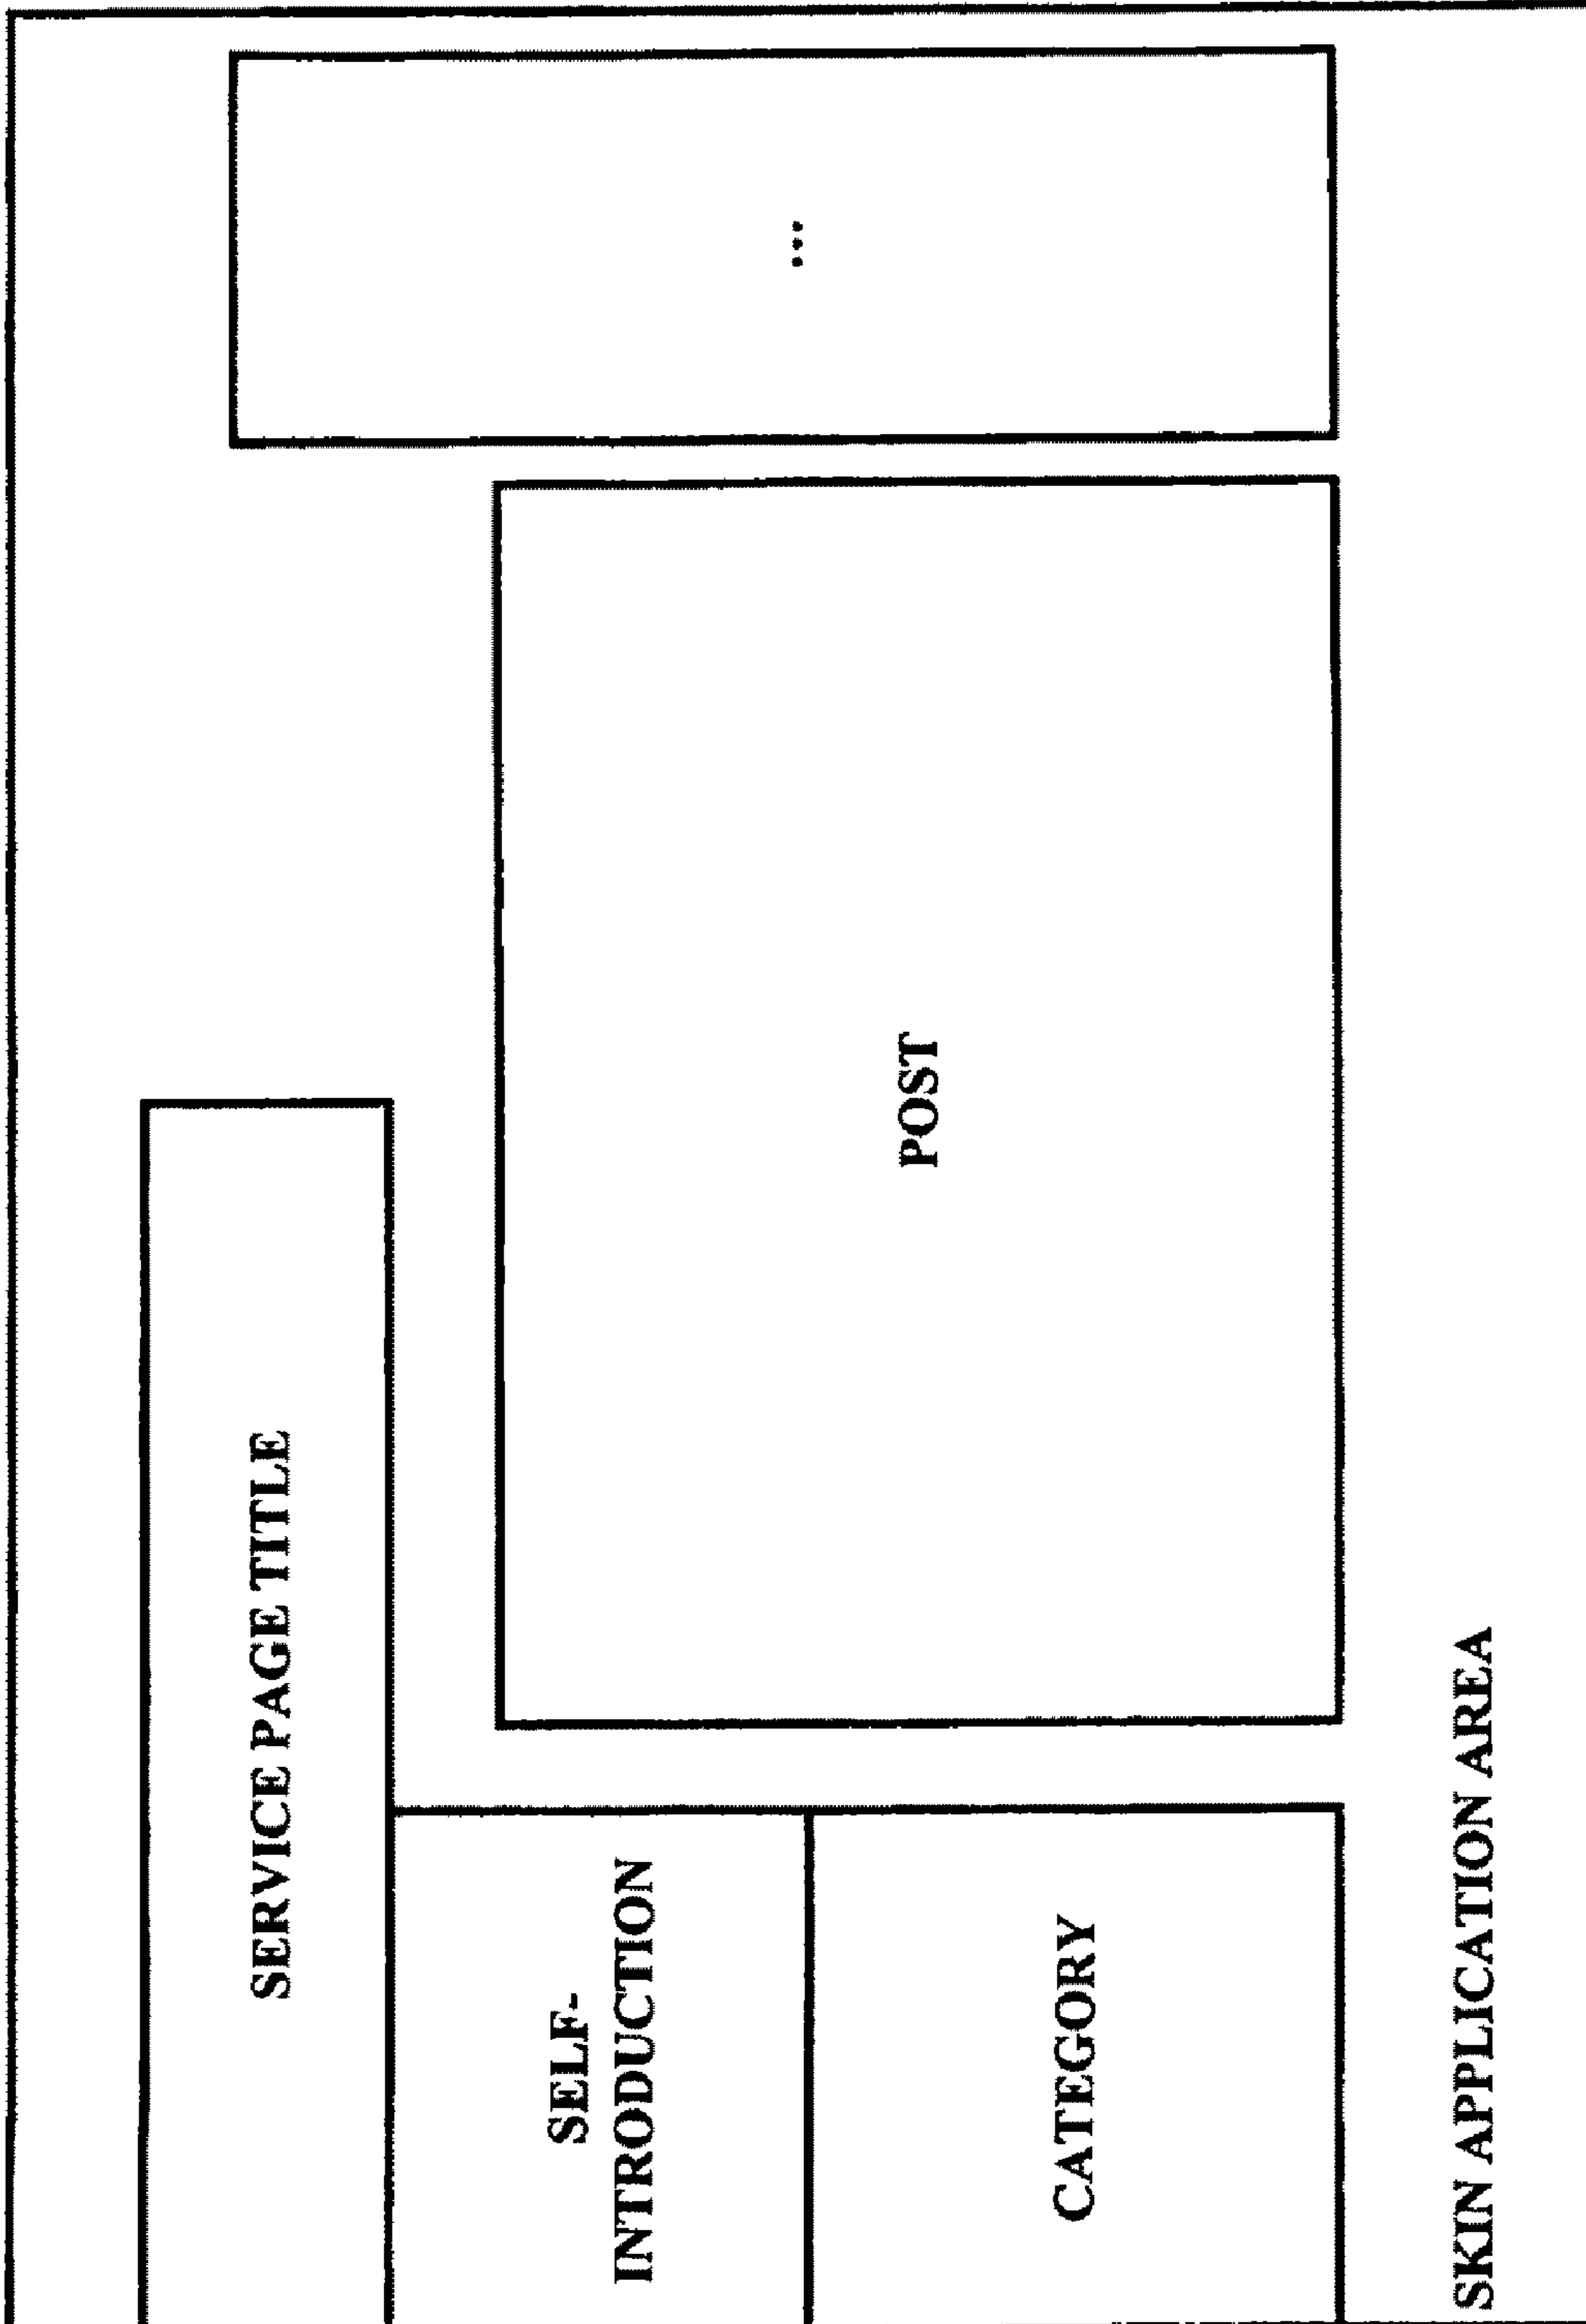 SERVICE PAGE TITLE
SELF-
INTRODUCTION
CATEGORY
POST
...
SKIN APPLICATION AREA